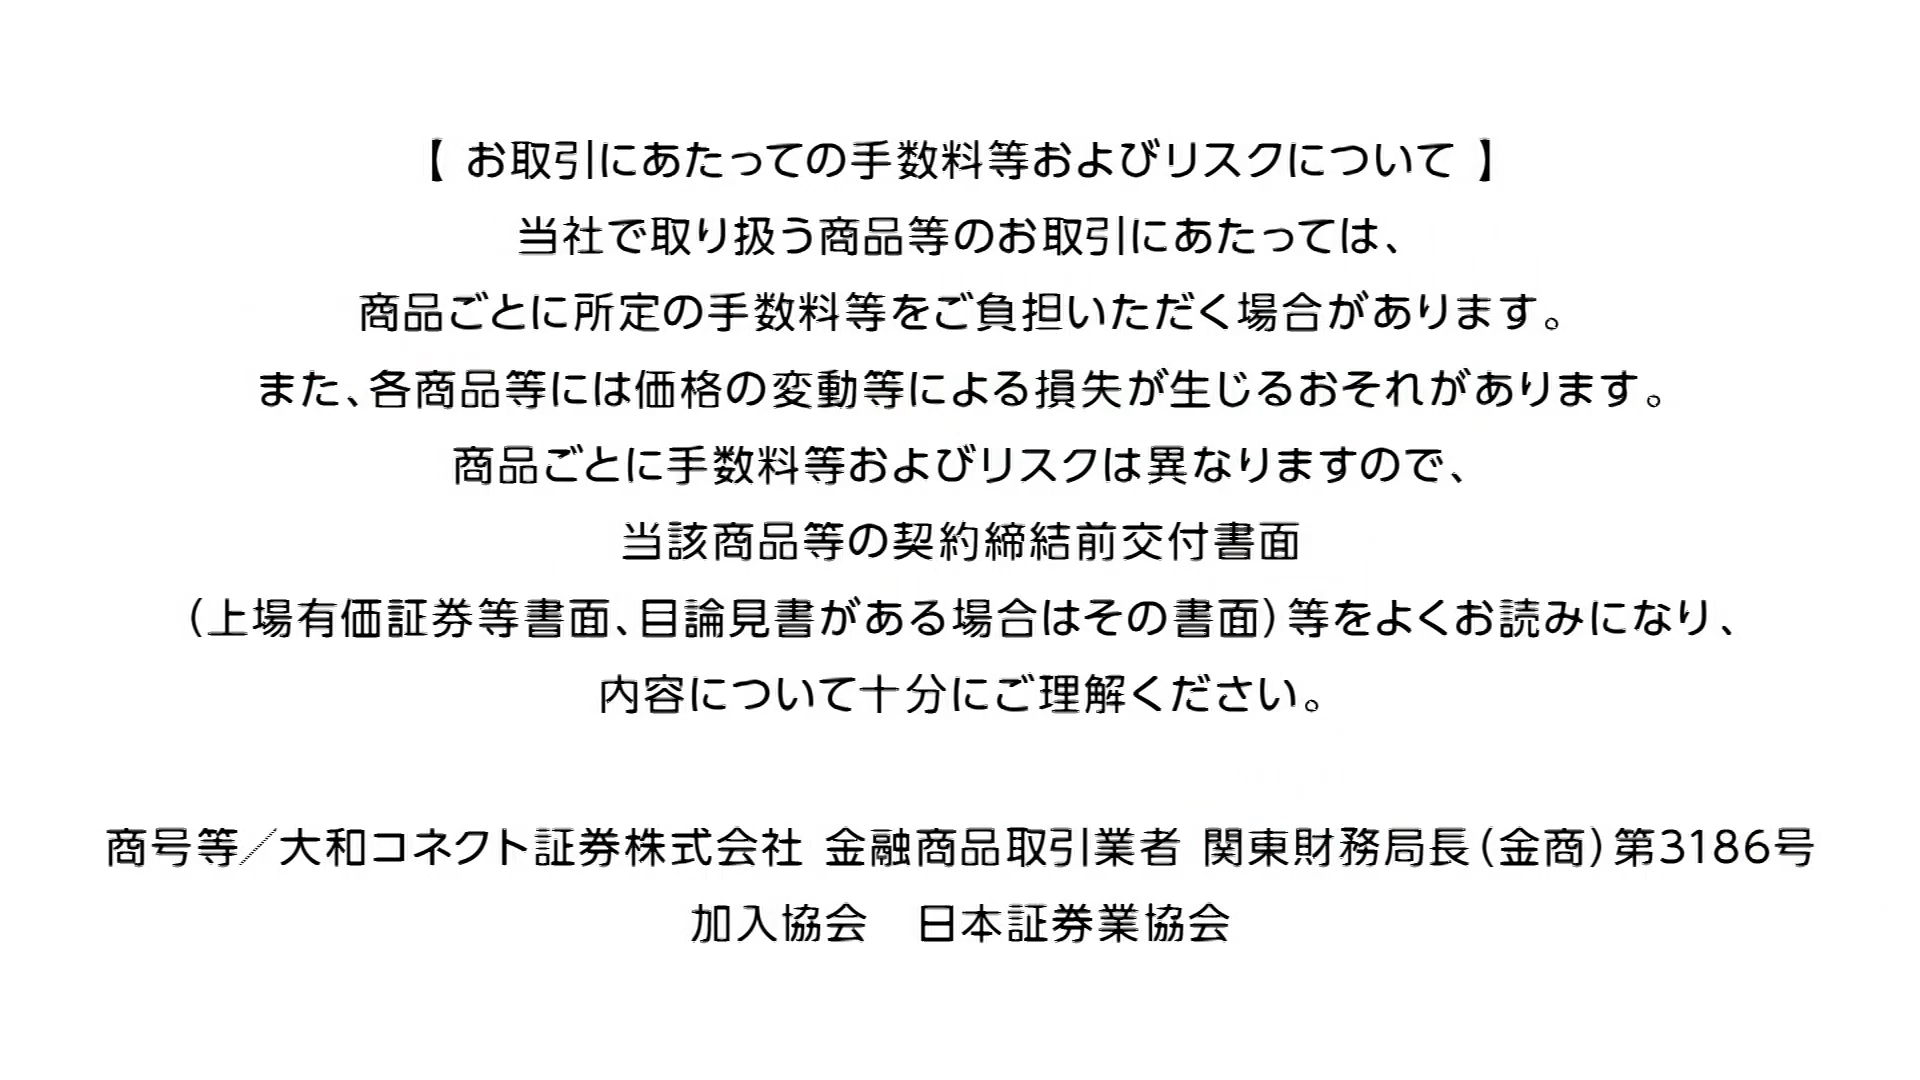 【 お取引にあたっての手数料等およびリスクについて 】
当社で取り扱う商品等のお取引にあたっては、
商品ごとに所定の手数料等をご負担いただく場合があります。
また、各商品等には価格の変動等による損失が生じるおそれがあります。
商品ごとに手数料等およびリスクは異なりますので、
当該商品等の契約締結前交付書面
（上場有価証券等書面、目論見書がある場合はその書面）等をよくお読みになり、
内容について十分にご理解ください。
商号等／大和コネクト証券株式会社 金融商品取引業者 関東財務局長（金商）第3186号
加入協会　日本証券業協会